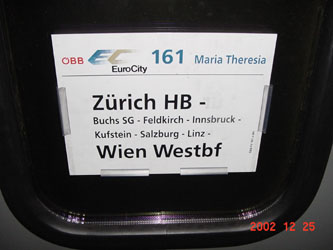 ÖBB EC 161 Maria Theresia
EuroCity
Zürich HB -
Buchs SG - Feldkirch - Innsbruck -
Kufstein - Salzburg - Linz -
Wien Westbf
2002 12 25